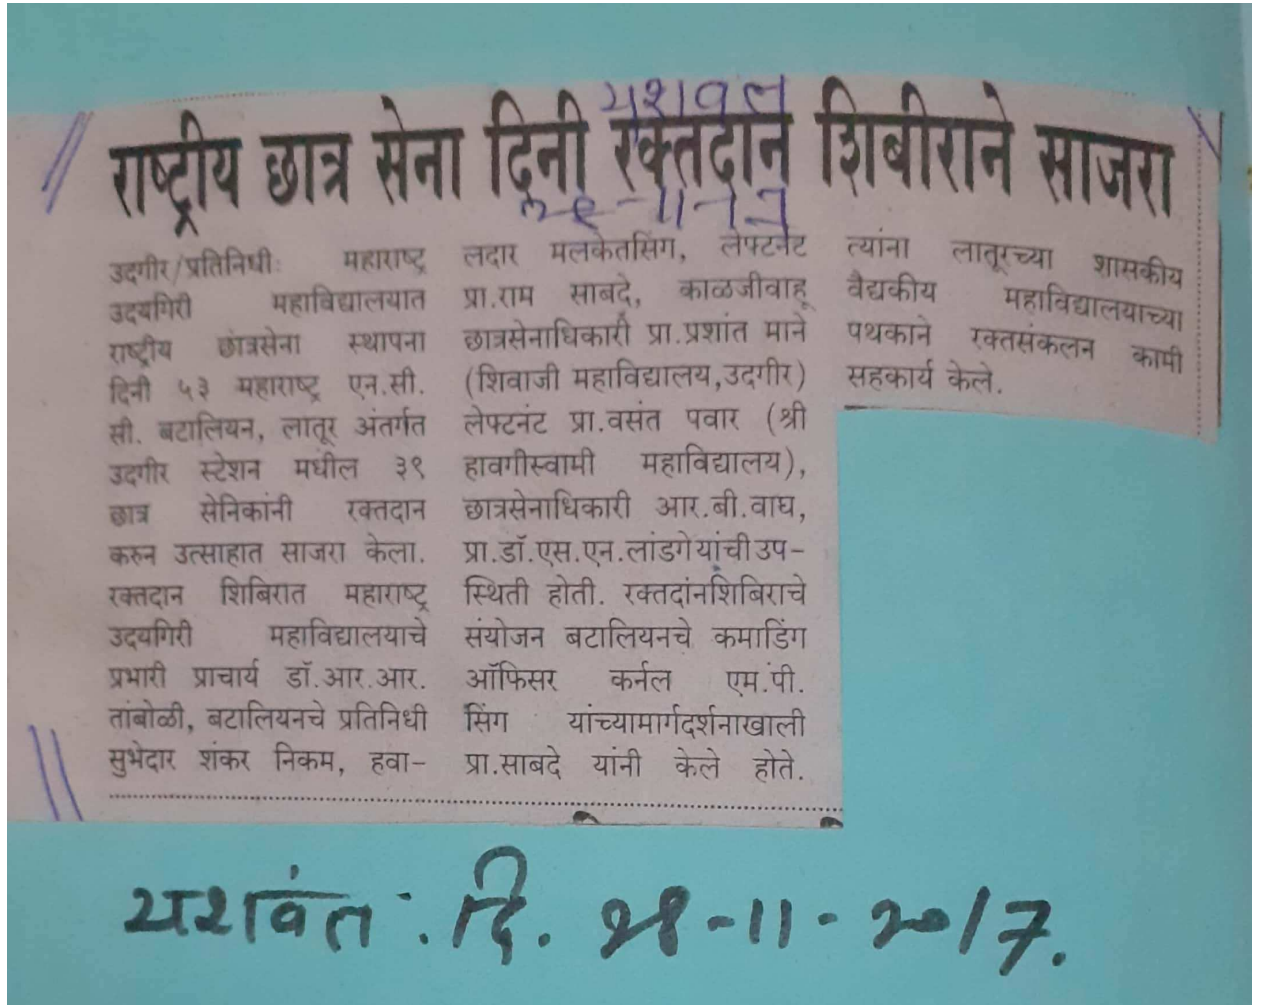 यशवंत
राष्ट्रीय छात्र सेना दिनी रक्तदान शिबीराने साजरा
उदगीर/प्रतिनिधीः महाराष्ट्र
उदयगिरी महाविद्यालयात
राष्ट्रीय छात्रसेना स्थापना
दिनी ५३ महाराष्ट्र एन.सी.
सी. बटालियन, लातूर अंतर्गत
उदगीर स्टेशन मधील ३९
छात्र सेनिकांनी रक्तदान
करुन उत्साहात साजरा केला.
रक्तदान शिबिरात महाराष्ट्र
उदयगिरी महाविद्यालयाचे
प्रभारी प्राचार्य डॉ.आर.आर.
तांबोळी, बटालियनचे प्रतिनिधी
सुभेदार शंकर निकम, हवा-
लदार मलकेतसिंग, लेफ्टनंट
प्रा.राम साबदे, काळजीवाहू
छात्रसेनाधिकारी प्रा.प्रशांत माने
(शिवाजी महाविद्यालय,उदगीर)
लेफ्टनंट प्रा.वसंत पवार (श्री
हावगीस्वामी महाविद्यालय),
छात्रसेनाधिकारी आर.बी.वाघ,
प्रा.डॉ.एस.एन.लांडगेयांची उप-
स्थिती होती. रक्तदांनशिबिराचे
संयोजन बटालियनचे कमाडिंग
ऑफिसर कर्नल एम.पी.
सिंग यांच्यामार्गदर्शनाखाली
प्रा.साबदे यांनी केले होते.
त्यांना लातूरच्या शासकीय
वैद्यकीय महाविद्यालयाच्या
पथकाने रक्तसंकलन कामी
सहकार्य केले.
यशवंत : दि. २८-11-२०17.